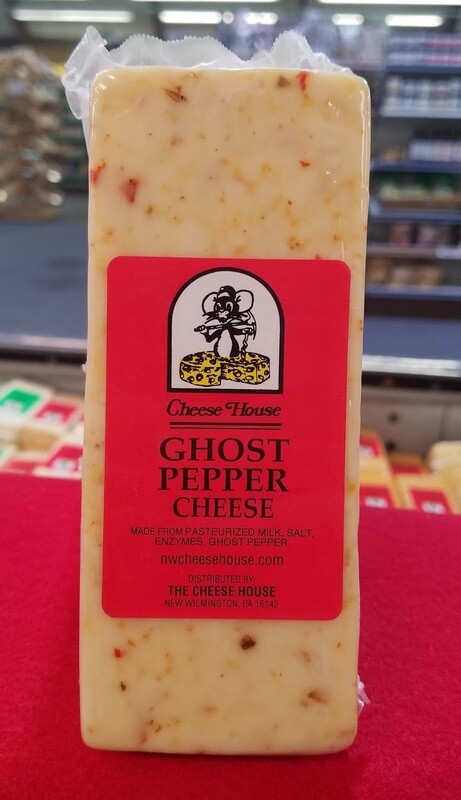 Cheese House
GHOST
PEPPER
CHEESE
MADE FROM PASTEURIZED MILK, SALT,
ENZYMES, GHOST PEPPER.
nwcheesehouse.com
DISTRIBUTED BY:
THE CHEESE HOUSE
NEW WILMINGTON, PA 16142